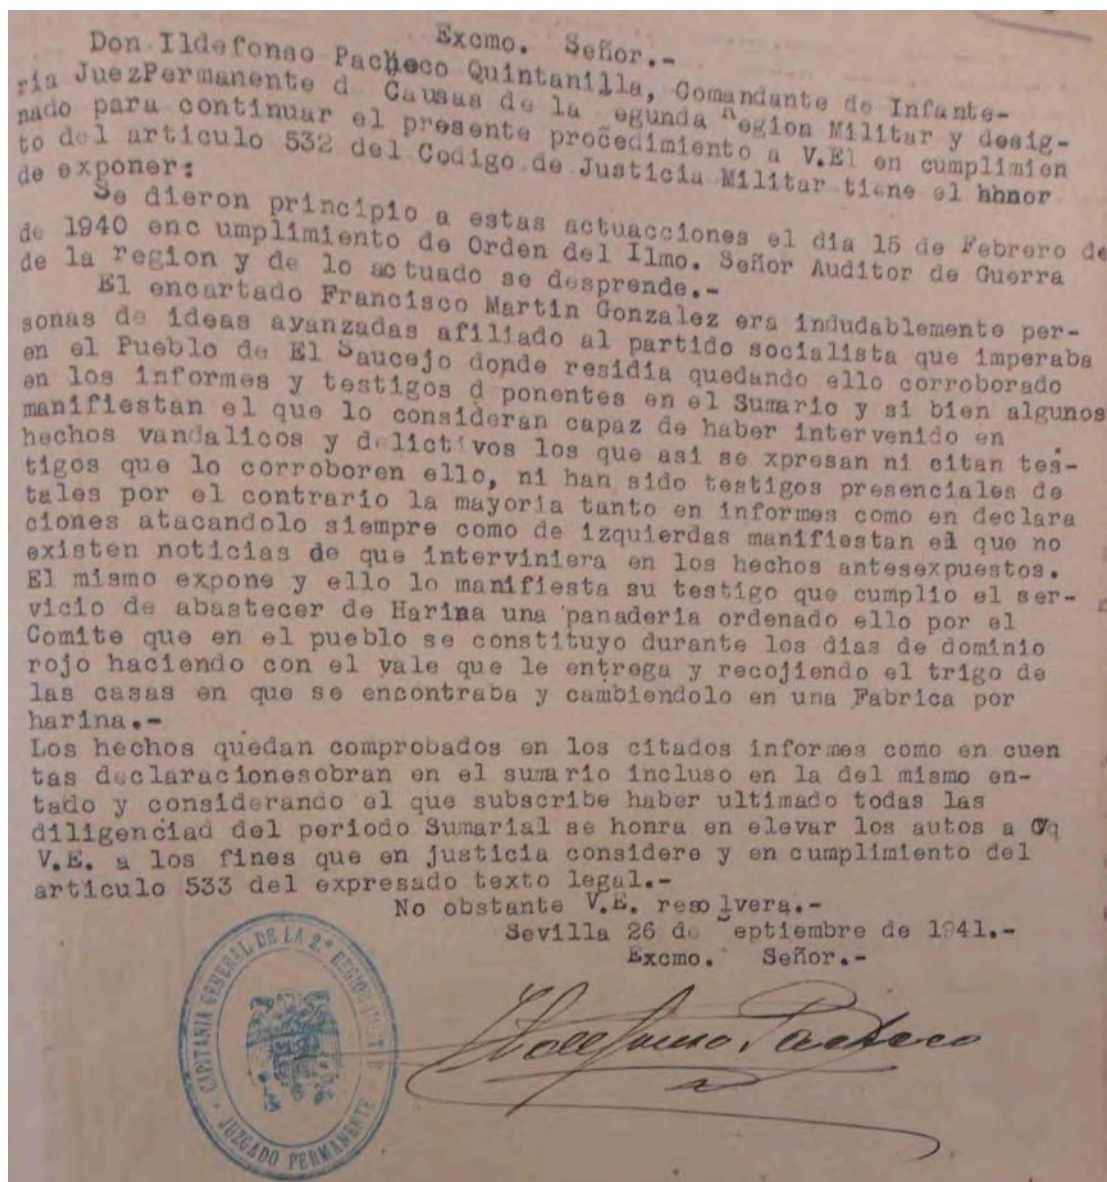 Excmo. Señor.-
Don Ildefonso Pacheco Quintanilla, Comandante de Infante-
ria JuezPermanente d Causas de la egunda Region Militar y desig-
nado para continuar el presente procedimiento a V.El en cumplimien
to del articulo 532 del Codigo de Justicia Militar tiene el hhnor
de exponer:
Se dieron principio a estas actuacciones el dia 15 de Febrero de
de 1940 enc umplimiento de Orden del Ilmo. Señor Auditor de Guerra
de la region y de lo actuado se desprende.-
El encartado Francisco Martin Gonzalez era indudablemente per-
sonas de ideas avanzadas afiliado al partido socialista que imperaba
en el Pueblo de El Saucejo donde residia quedando ello corroborado
en los informes y testigos d ponentes en el Sumario y si bien algunos
manifiestan el que lo consideran capaz de haber intervenido en
hechos vandalicos y delictivos los que asi se xpresan ni citan tes-
tigos que lo corroboren ello, ni han sido testigos presenciales de
tales por el contrario la mayoria tanto en informes como en declara
ciones atacandolo siempre como de izquierdas manifiestan el que no
existen noticias de que interviniera en los hechos antesexpuestos.
El mismo expone y ello lo manifiesta su testigo que cumplio el ser-
vicio de abastecer de Harina una panaderia ordenado ello por el
Comite que en el pueblo se constituyo durante los dias de dominio
rojo haciendo con el vale que le entrega y recojiendo el trigo de
las casas en que se encontraba y cambiendolo en una Fabrica por
harina.-
Los hechos quedan comprobados en los citados informes como en cuen
tas declaracionesobran en el sumario incluso en la del mismo en-
tado y considerando el que subscribe haber ultimado todas las
diligenciad del periodo Sumarial se honra en elevar los autos a
V.E. a los fines que en justicia considere y en cumplimiento del
articulo 533 del expresado texto legal.-
No obstante V.E. resolvera.-
Sevilla 26 de eptiembre de 1941.-
Excmo. Señor.-
CAPITANIA GENERAL DE LA 2.ª REGION MILITAR
JUZGADO PERMANENTE
Ildefonso Pacheco